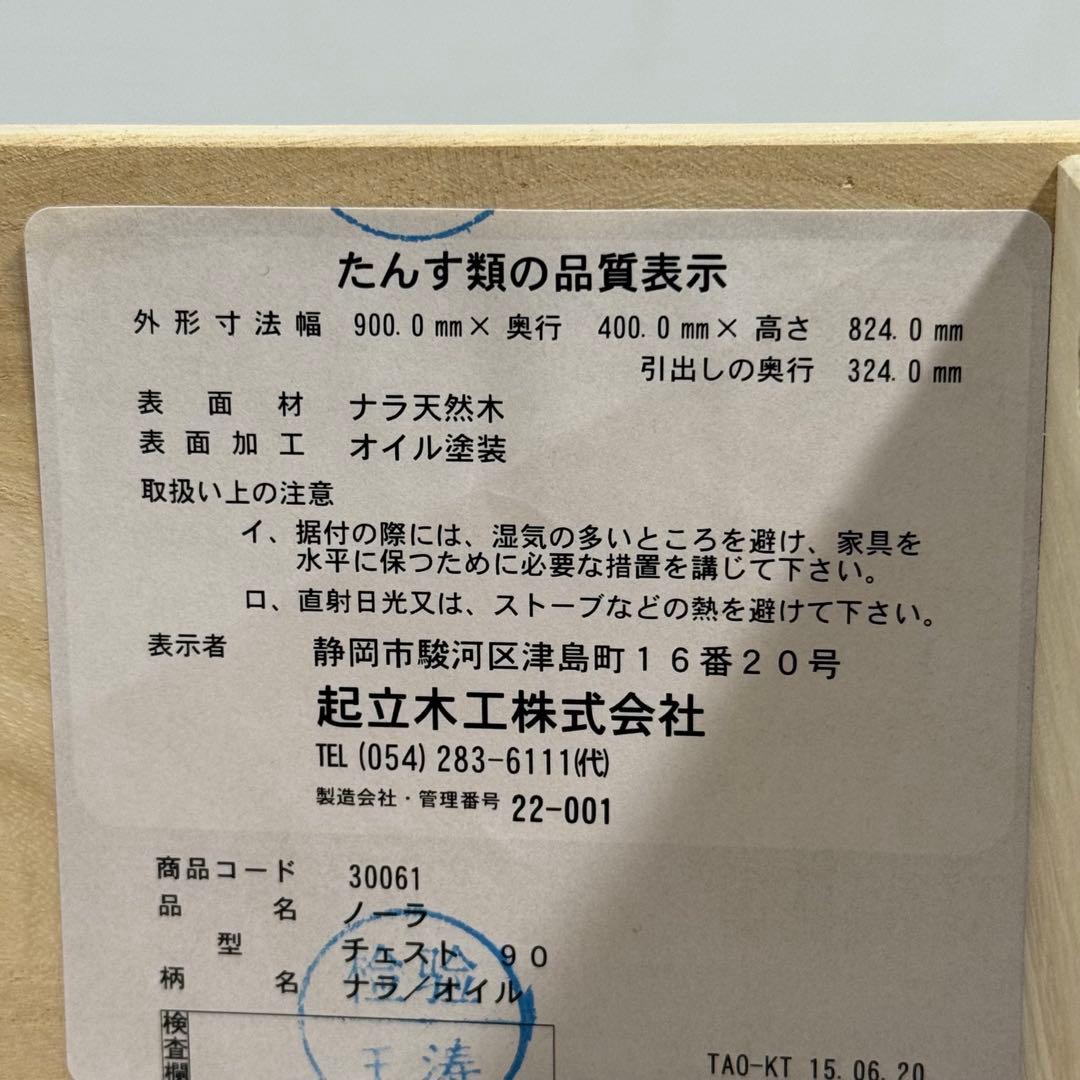 たんす類の品質表示
外形寸法幅 900.0㎜× 奥行 400.0㎜× 高さ 824.0㎜
引出しの奥行 324.0㎜
表面材 ナラ天然木
表面加工 オイル塗装
取扱い上の注意
イ、据付の際には、湿気の多いところを避け、家具を
水平に保つために必要な措置を講じて下さい。
ロ、直射日光又は、ストーブなどの熱を避けて下さい。
表示者 静岡市駿河区津島町１６番２０号
起立木工株式会社
TEL (054) 283-6111㈹
製造会社・管理番号 22-001
商品コード 30061
品名 ノーラ
型 チェスト ９０
柄名 ナラ／オイル
检验
王涛
検査欄
TAO-KT 15.06.20